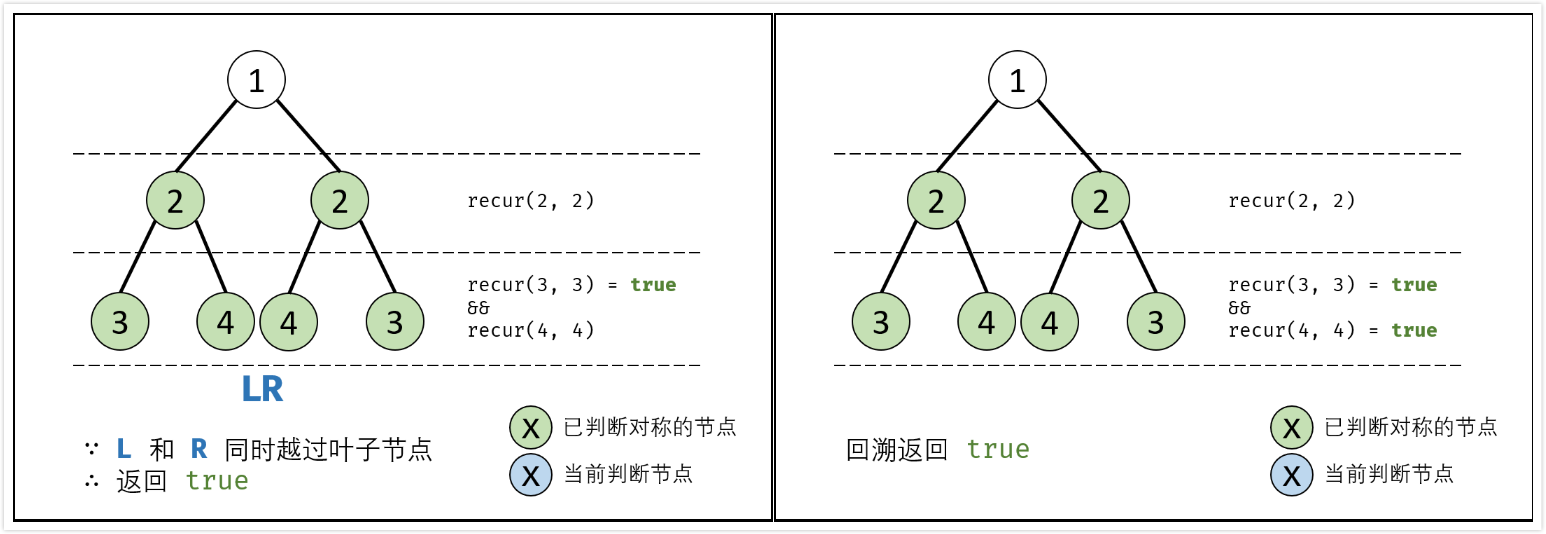 1
2 2 recur(2, 2)
3 4 4 3 recur(3, 3) = true
&&
recur(4, 4)
LR
∵ L 和 R 同时越过叶子节点
∴ 返回 true
X 已判断对称的节点
X 当前判断节点
1
2 2 recur(2, 2)
3 4 4 3 recur(3, 3) = true
&&
recur(4, 4) = true
回溯返回 true
X 已判断对称的节点
X 当前判断节点